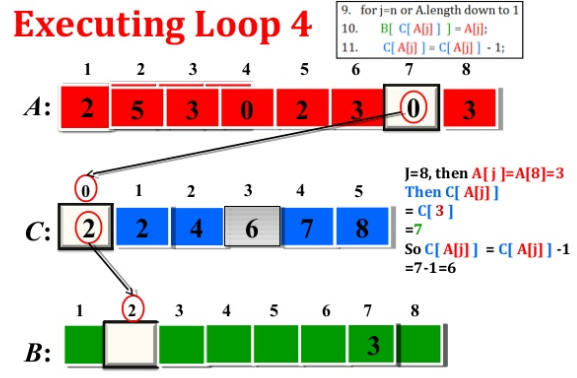 Executing Loop 4
9. for j=n or A.length down to 1
10. B[ C[ A[j] ] ] = A[j];
11. C[ A[j] ] = C[ A[j] ] - 1;
1 2 3 4 5 6 7 8
A: 2 5 3 0 2 3 0 3
0 1 2 3 4 5
C: 2 2 4 6 7 8
J=8, then A[ j ]=A[8]=3
Then C[ A[j] ]
= C[ 3 ]
=7
So C[ A[j] ] = C[ A[j] ] -1
=7-1=6
1 2 3 4 5 6 7 8
B: 3